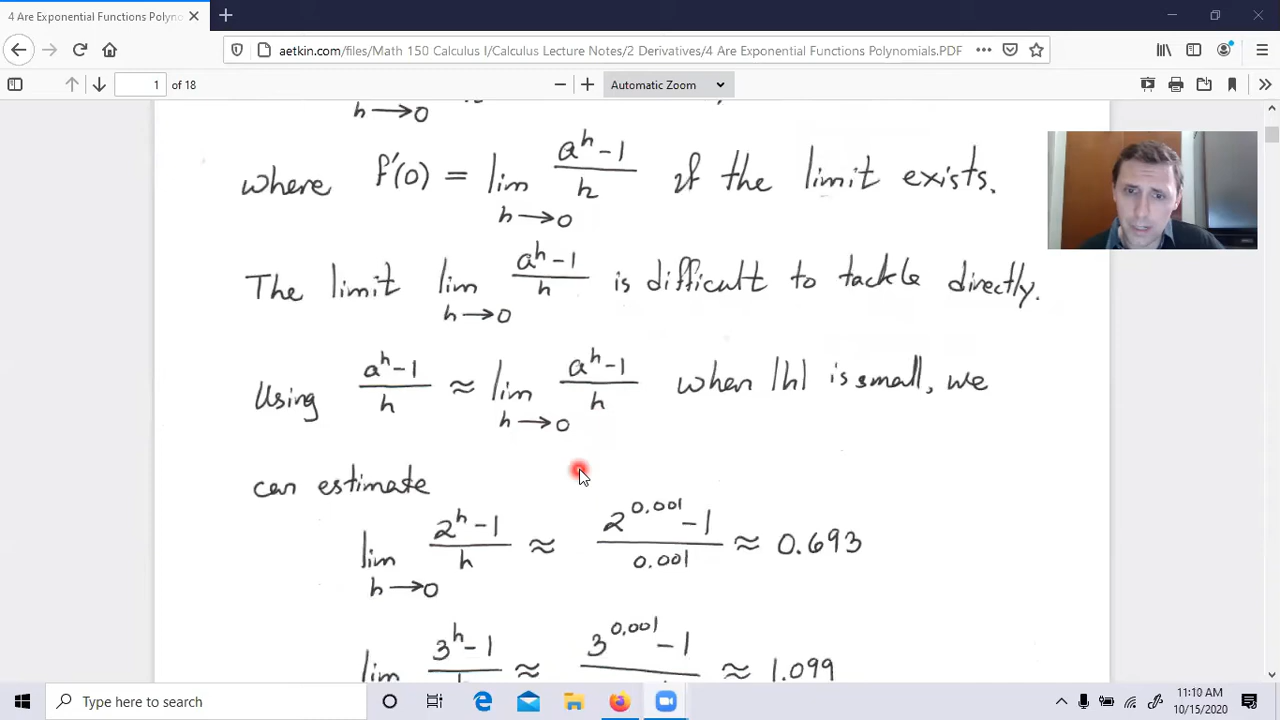 4 Are Exponential Functions Polyno
aetkin.com/files/Math 150 Calculus I/Calculus Lecture Notes/2 Derivatives/4 Are Exponential Functions Polynomials.PDF
1 of 18
Automatic Zoom
h→0
where f'(0) = lim h→0 (a^h - 1)/h if the limit exists.
The limit lim h→0 (a^h - 1)/h is difficult to tackle directly.
Using (a^h - 1)/h ≈ lim h→0 (a^h - 1)/h when |h| is small, we
can estimate
lim h→0 (2^h - 1)/h ≈ (2^0.001 - 1)/0.001 ≈ 0.693
lim (3^h - 1) ≈ 3^0.001 - 1 ≈ 1.099
Type here to search
11:10 AM
10/15/2020